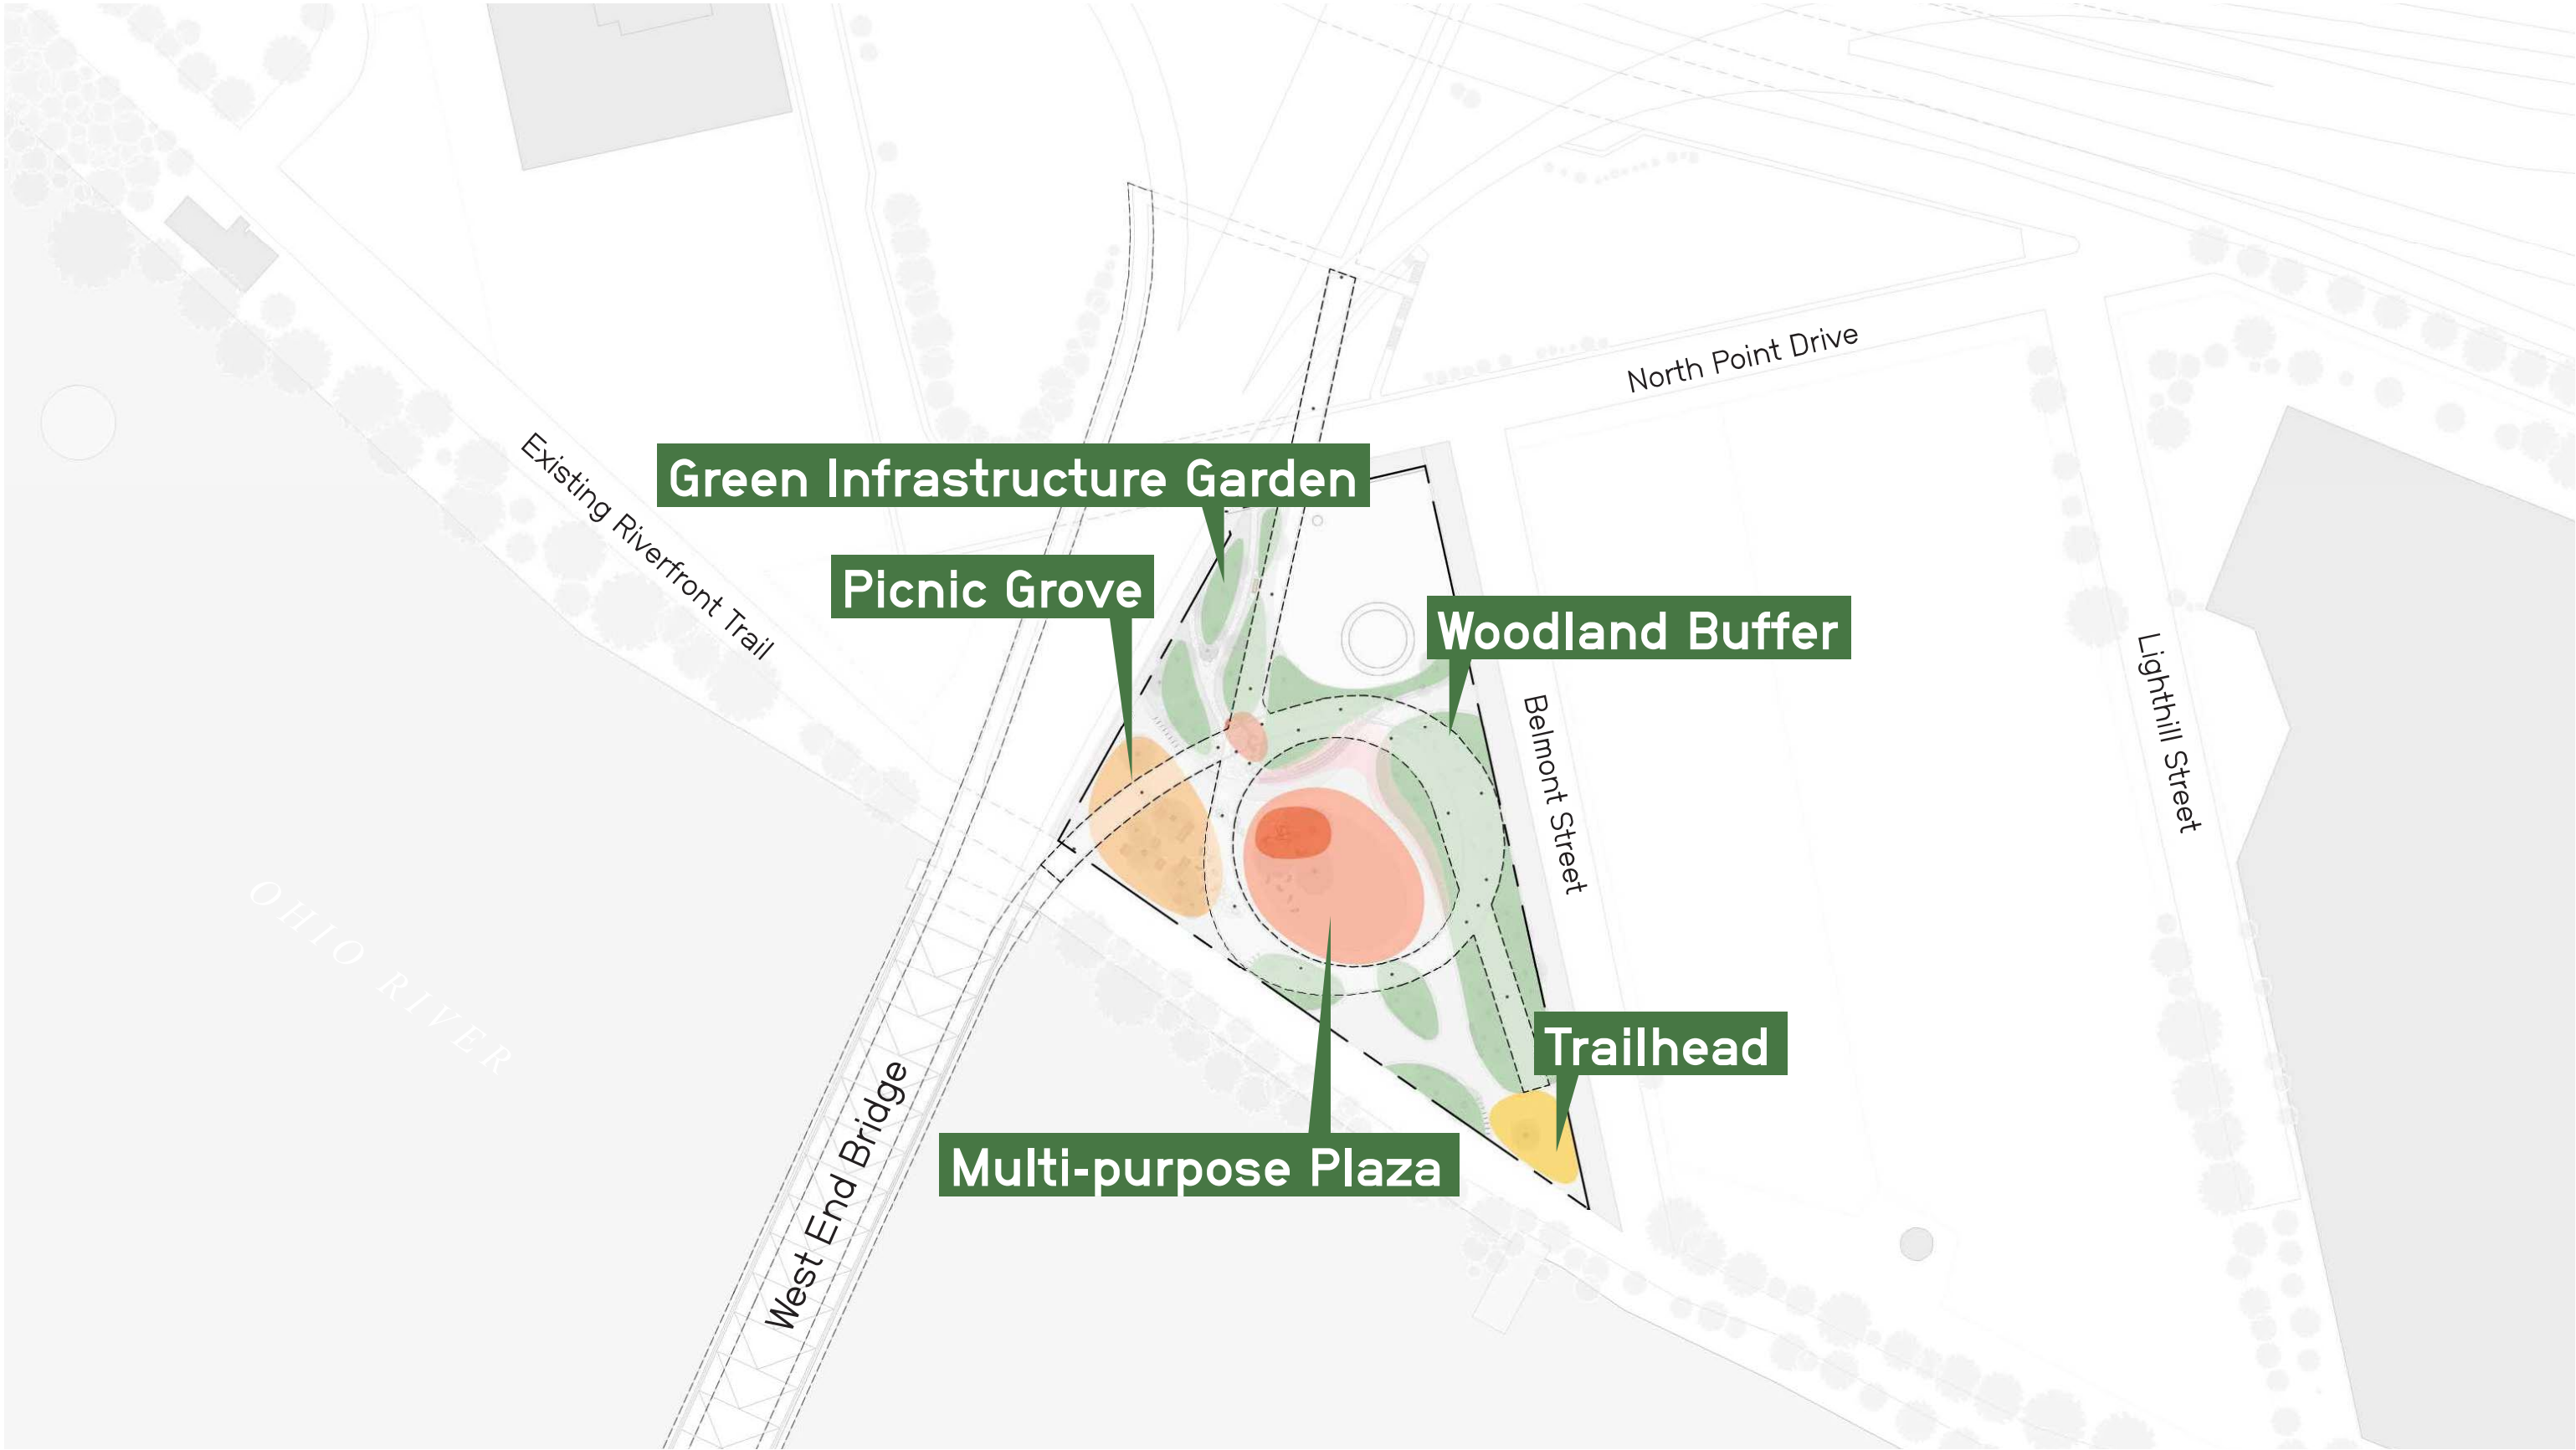 North Point Drive
Green Infrastructure Garden
Existing Riverfront Trail
Picnic Grove
Woodland Buffer
Belmont Street
Lighthill Street
OHIO RIVER
Trailhead
West End Bridge
Multi-purpose Plaza